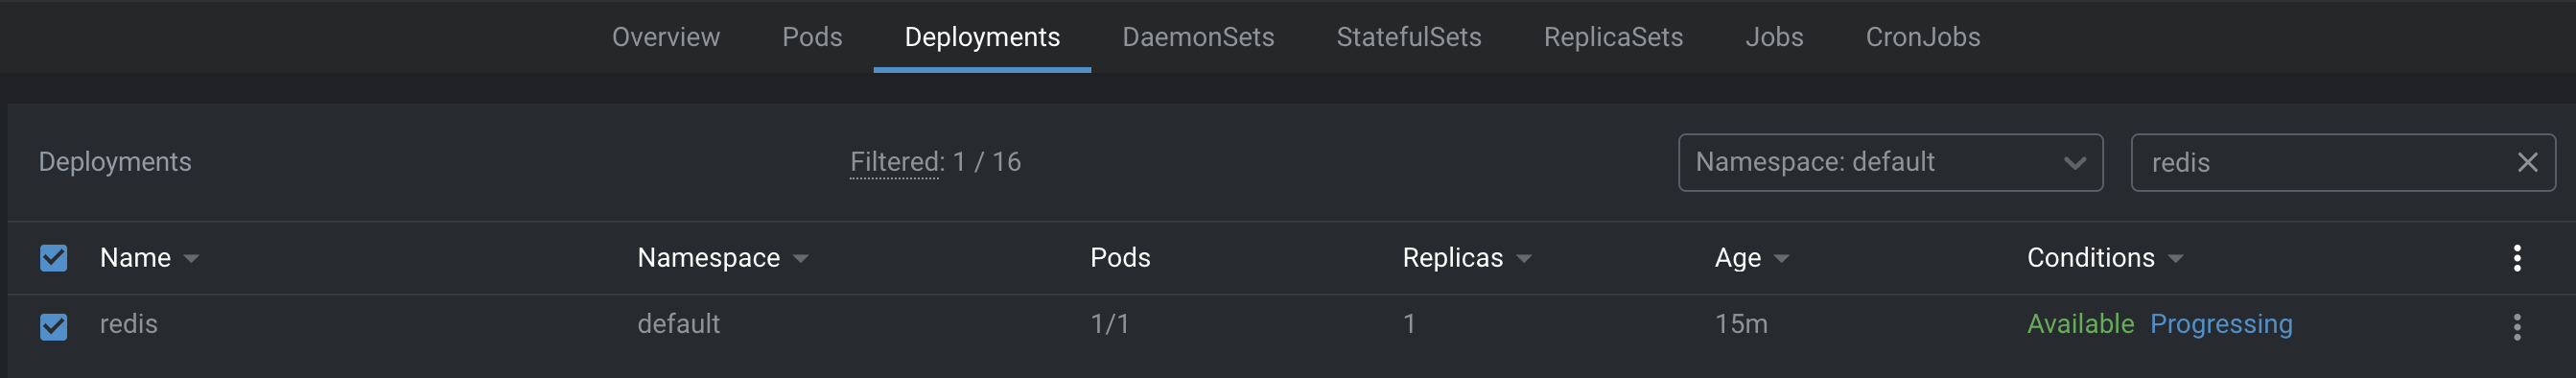 Overview Pods Deployments DaemonSets StatefulSets ReplicaSets Jobs CronJobs
Deployments Filtered: 1 / 16 Namespace: default redis
Name Namespace Pods Replicas Age Conditions
redis default 1/1 1 15m Available Progressing